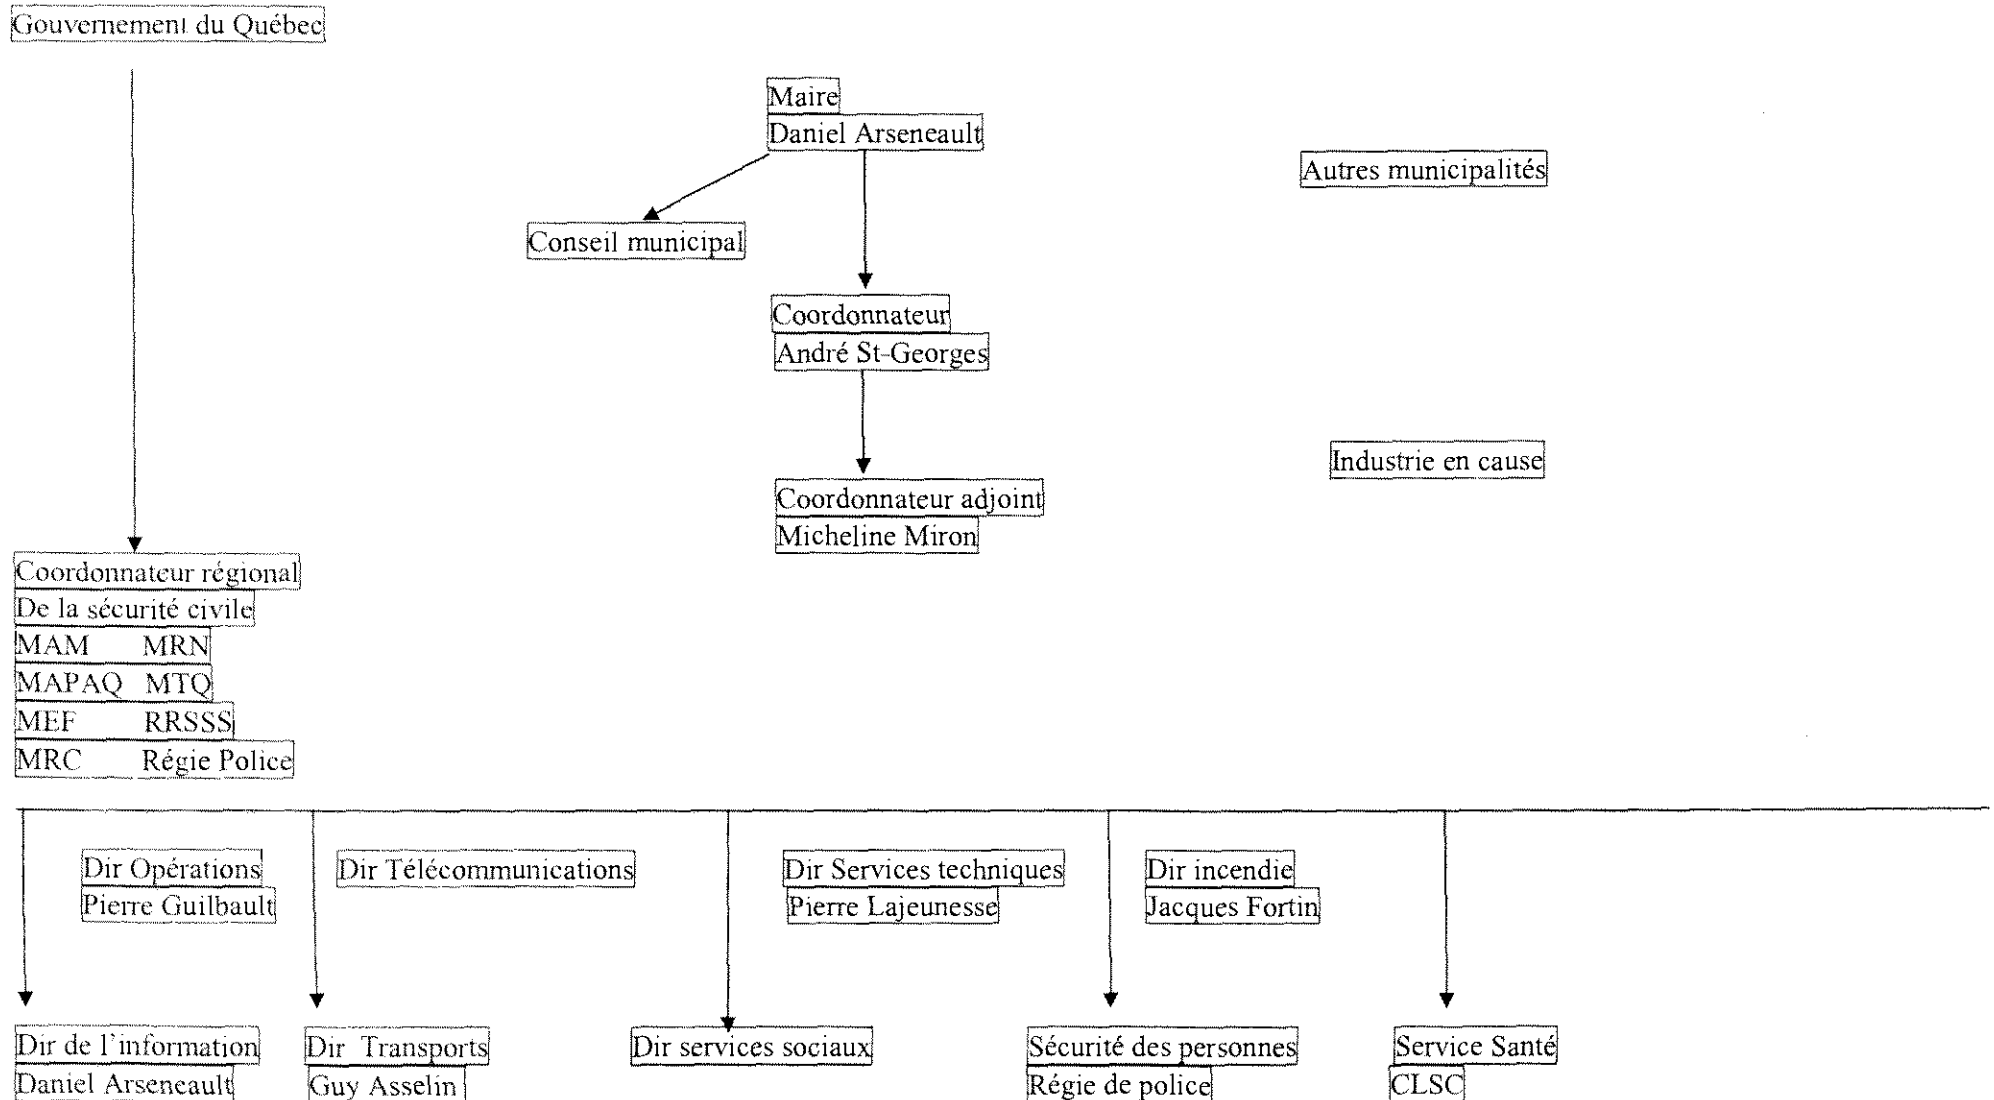 Gouvernement du Québec
Maire
Daniel Arseneault
Autres municipalités
Conseil municipal
Coordonnateur
André St-Georges
Industrie en cause
Coordonnateur adjoint
Micheline Miron
Coordonnateur régional
De la sécurité civile
MAM MRN
MAPAQ MTQ
MEF RRSSS
MRC Régie Police
Dir Opérations
Pierre Guilbault
Dir Télécommunications
Dir Services techniques
Pierre Lajeunesse
Dir incendie
Jacques Fortin
Dir de l'information
Daniel Arseneault
Dir Transports
Guy Asselin
Dir services sociaux
Sécurité des personnes
Régie de police
Service Santé
CLSC